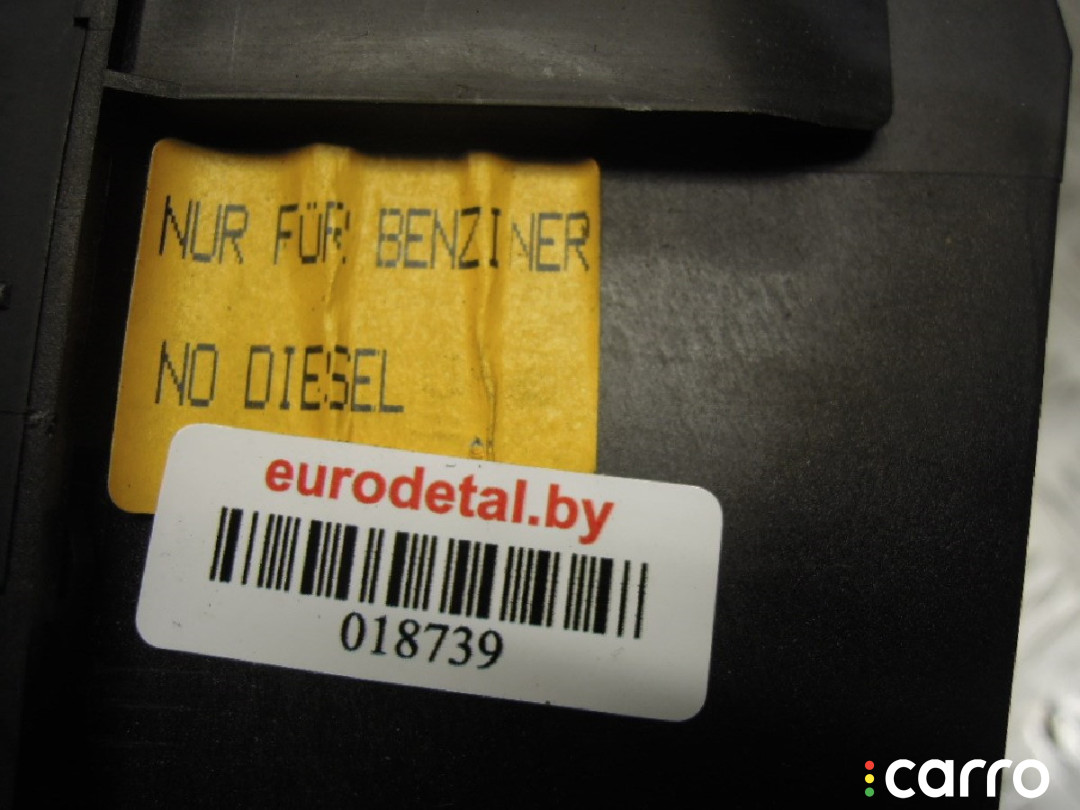 NUR FÜR BENZINER
NO DIESEL
eurodetal.by
018739
carro